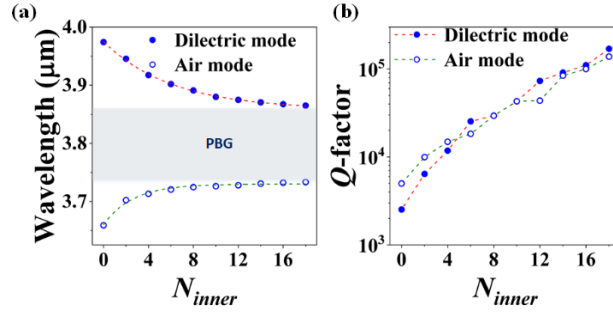 (a)
Dilectric mode
Air mode
Wavelength (μm)
4.0
3.9
3.8
3.7
PBG
0 4 8 12 16
N_inner
(b)
Dilectric mode
Air mode
Q-factor
10^5
10^4
10^3
0 4 8 12 16
N_inner